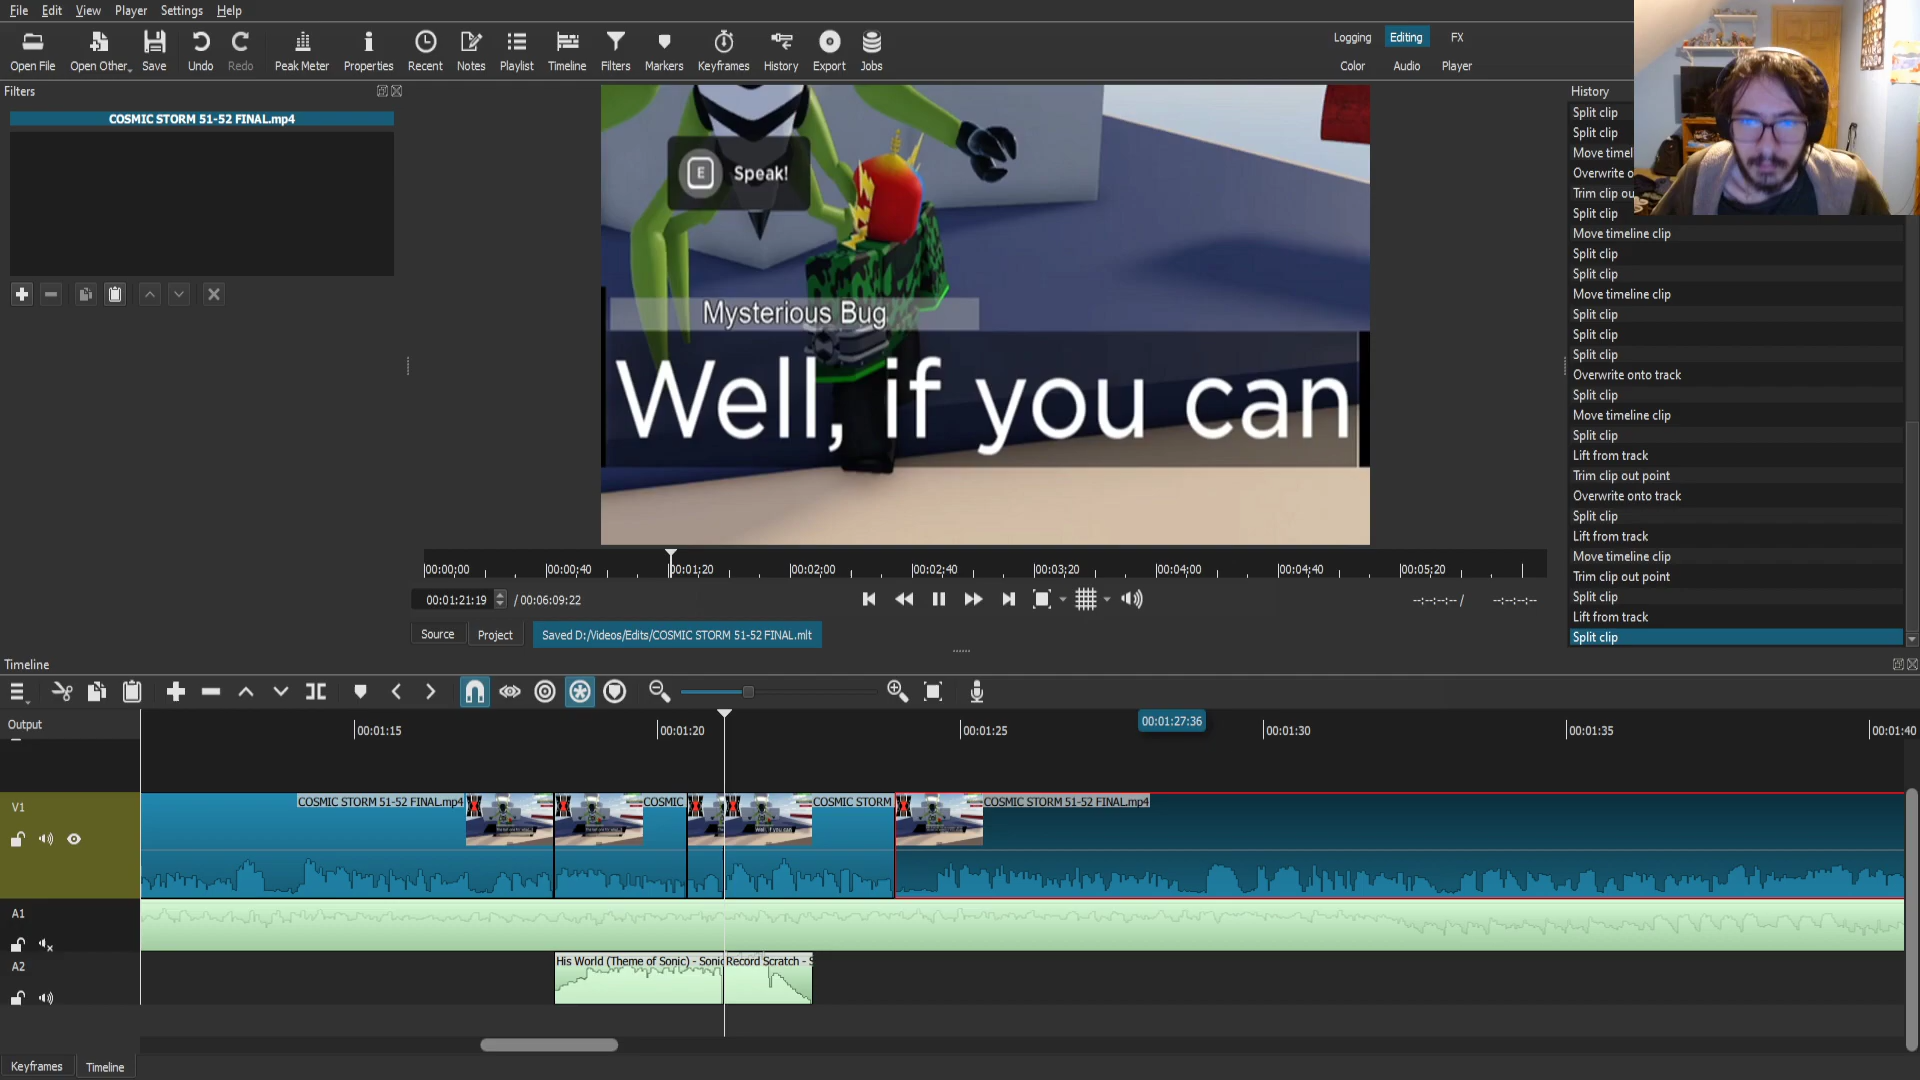 File Edit View Player Settings Help
Open File Open Other Save Undo Redo Peak Meter Properties Recent Notes Playlist Timeline Filters Markers Keyframes History Export Jobs
Logging Editing FX
Color Audio Player
Filters
COSMIC STORM 51-52 FINAL.mp4
E Speak!
Mysterious Bug
Well, if you can
History
Split clip
Split clip
Move timel
Overwrite o
Trim clip ou
Split clip
Move timeline clip
Split clip
Split clip
Move timeline clip
Split clip
Split clip
Split clip
Overwrite onto track
Split clip
Move timeline clip
Split clip
Lift from track
Trim clip out point
Overwrite onto track
Split clip
Lift from track
Move timeline clip
Trim clip out point
Split clip
Lift from track
Split clip
00:00:00 00:00:40 00:01:20 00:02:00 00:02:40 00:03:20 00:04:00 00:04:40 00:05:20
00:01:21:19 / 00:06:09:22
--:--:--:-- / --:--:--:--
Source Project Saved D:/Videos/Edits/COSMIC STORM 51-52 FINAL.mlt
Timeline
Output
00:01:15 00:01:20 00:01:25 00:01:27:36 00:01:30 00:01:35 00:01:40
V1
COSMIC STORM 51-52 FINAL.mp4 COSMIC COSMIC STORM COSMIC STORM 51-52 FINAL.mp4
A1
A2
His World (Theme of Sonic) - Sonic Record Scratch - S
Keyframes Timeline